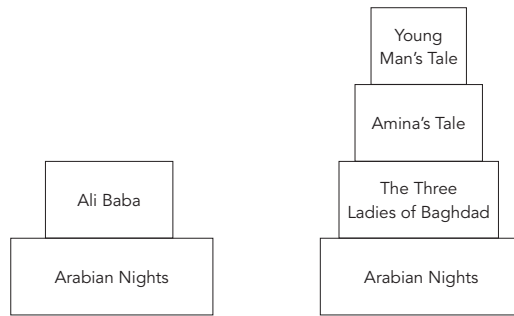 Ali Baba
Arabian Nights
Young
Man’s Tale
Amina’s Tale
The Three
Ladies of Baghdad
Arabian Nights